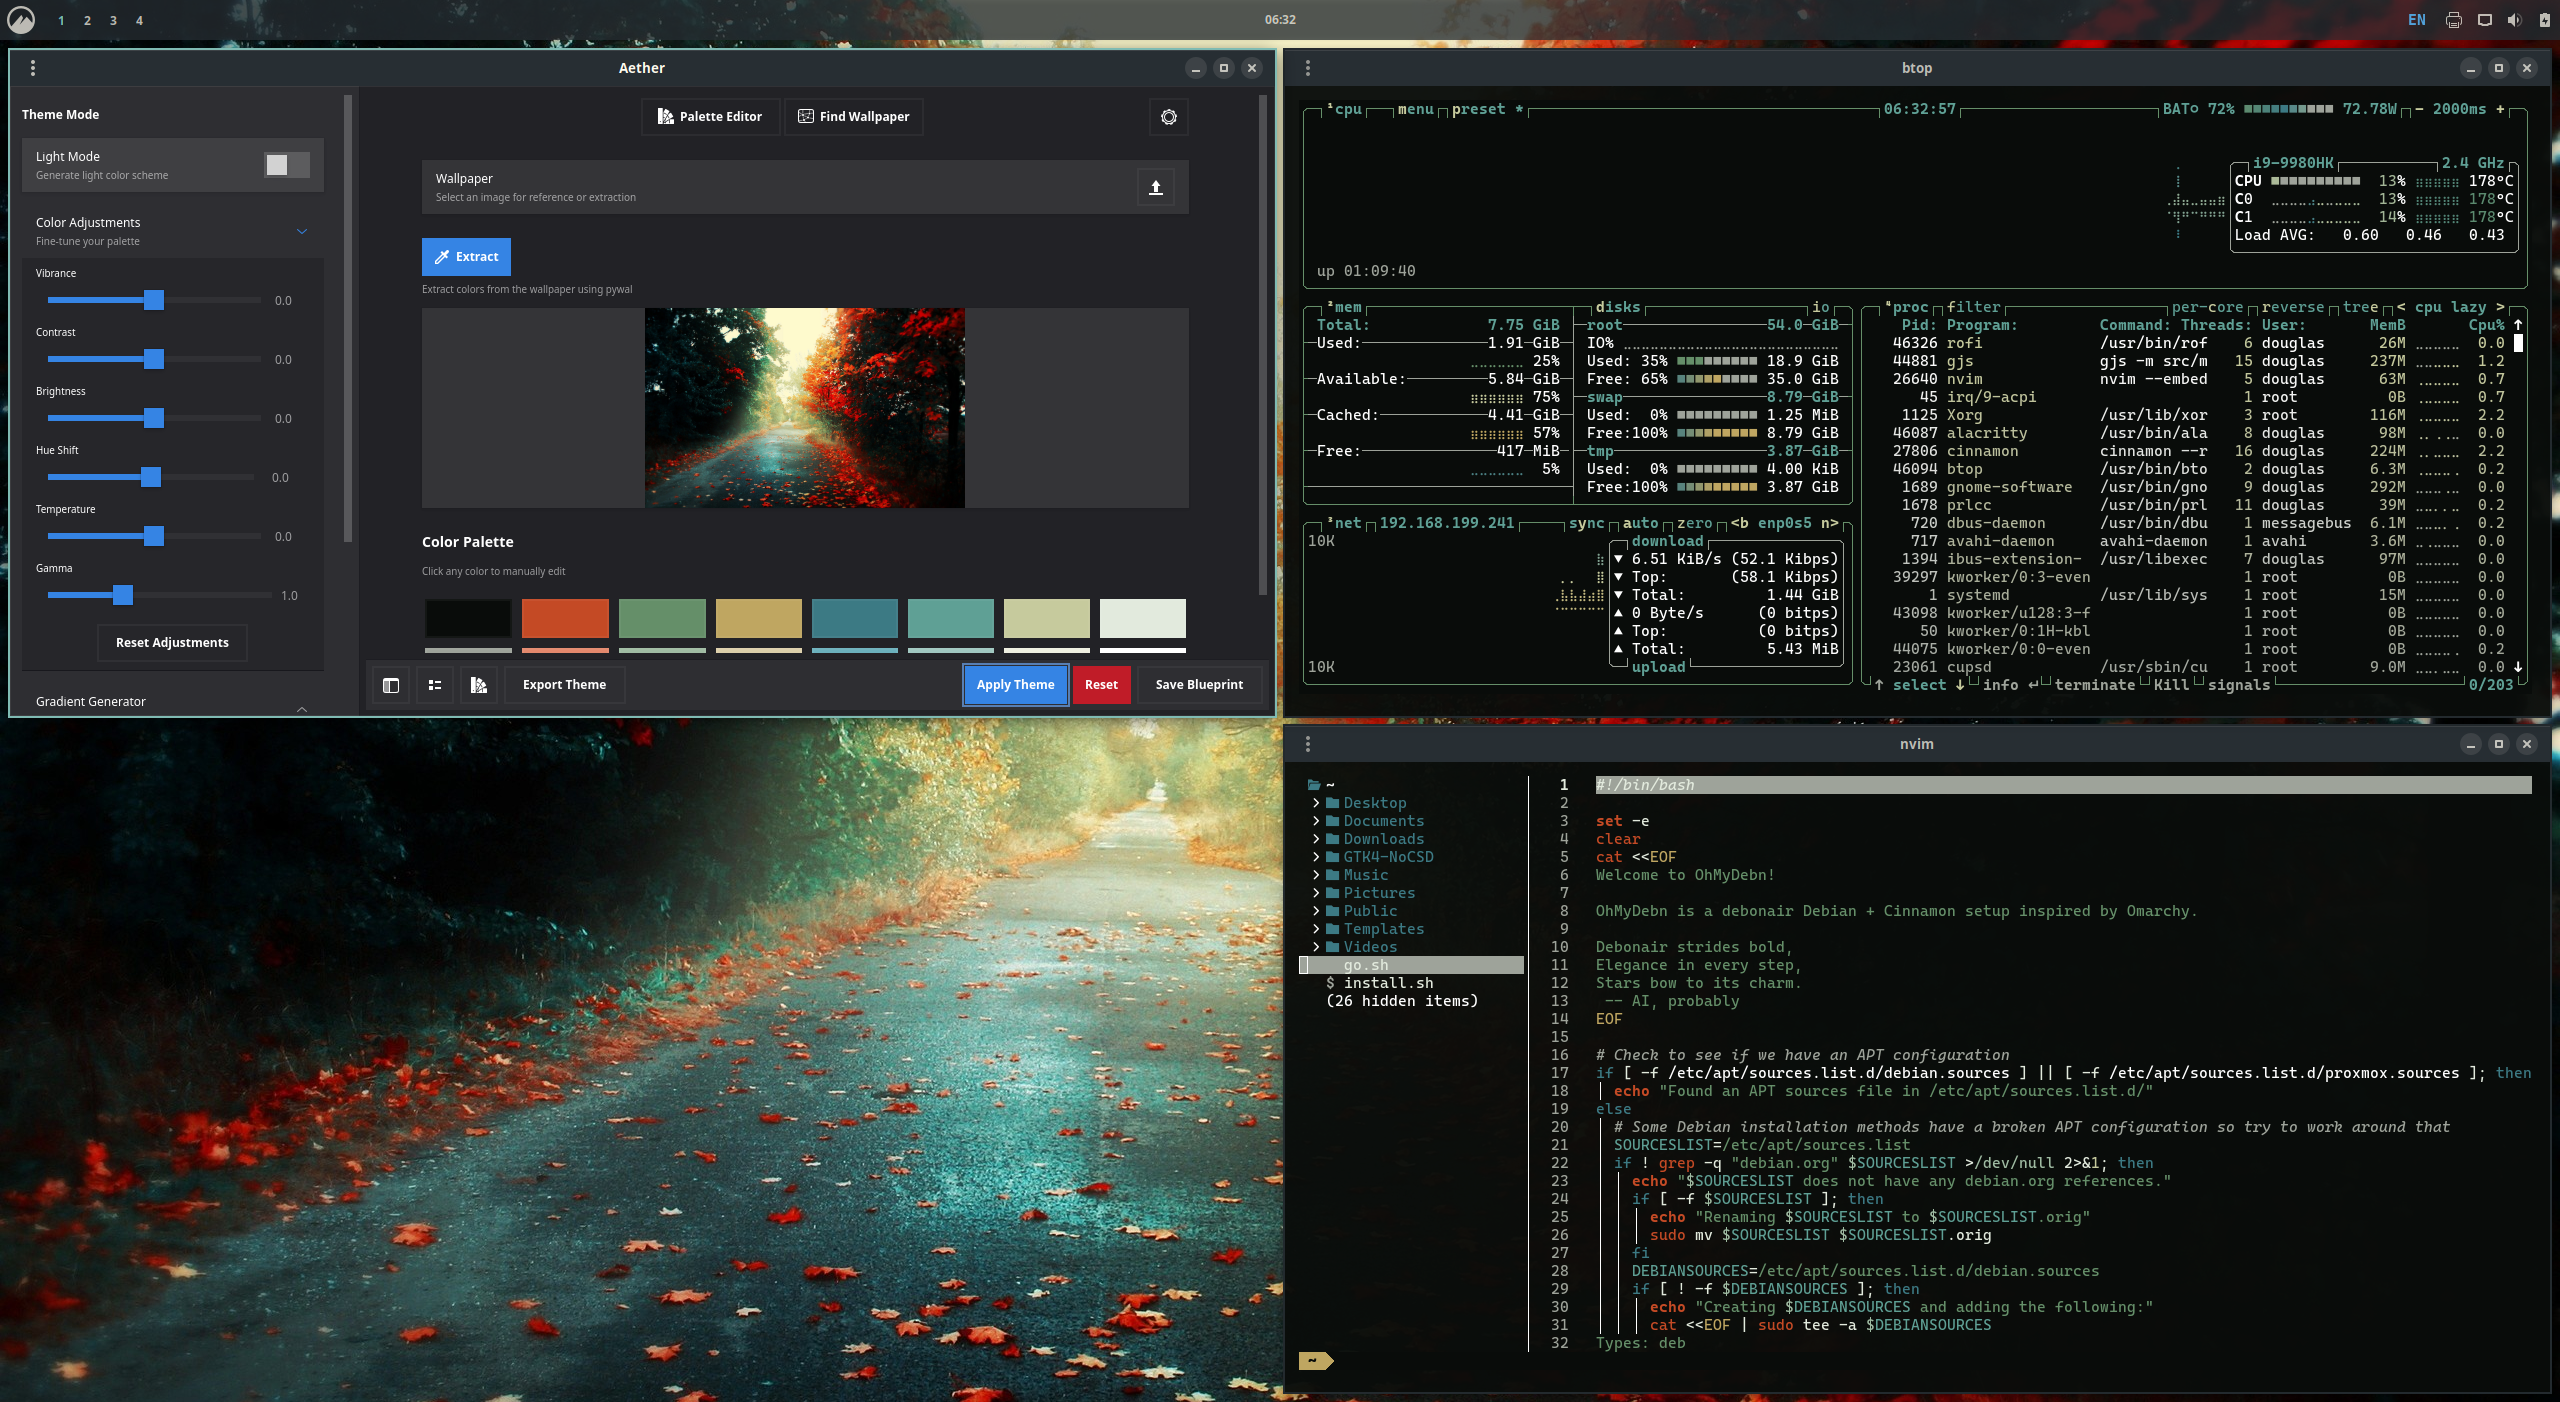 1 2 3 4
06:32
EN
Aether
Theme Mode
Light Mode
Generate light color scheme
Color Adjustments
Fine-tune your palette
Vibrance
0.0
Contrast
0.0
Brightness
0.0
Hue Shift
0.0
Temperature
0.0
Gamma
1.0
Reset Adjustments
Gradient Generator
Palette Editor
Find Wallpaper
Wallpaper
Select an image for reference or extraction
Extract
Extract colors from the wallpaper using pywal
Color Palette
Click any color to manually edit
Export Theme
Apply Theme
Reset
Save Blueprint
btop
¹cpu menu preset * 06:32:57 BAT 72% 72.78W - 2000ms +
i9-9980HK 2.4 GHz
CPU 13% 178°C
C0 13% 178°C
C1 14% 178°C
Load AVG: 0.60 0.46 0.43
up 01:09:40
²mem
Total: 7.75 GiB
Used: 1.91 GiB
25%
Available: 5.84 GiB
75%
Cached: 4.41 GiB
57%
Free: 417 MiB
5%
disks io
root 54.0 GiB
IO%
Used: 35% 18.9 GiB
Free: 65% 35.0 GiB
swap 8.79 GiB
Used: 0% 1.25 MiB
Free:100% 8.79 GiB
tmp 3.87 GiB
Used: 0% 4.00 KiB
Free:100% 3.87 GiB
³net 192.168.199.241 sync auto zero <b enp0s5 n>
10K
download
▼ 6.51 KiB/s (52.1 Kibps)
▼ Top: (58.1 Kibps)
▼ Total: 1.44 GiB
▲ 0 Byte/s (0 bitps)
▲ Top: (0 bitps)
▲ Total: 5.43 MiB
10K
upload
⁴proc filter per-core reverse tree < cpu lazy >
Pid: Program: Command: Threads: User: MemB Cpu% ↑
46326 rofi /usr/bin/rof 6 douglas 26M 0.0
44881 gjs gjs -m src/m 15 douglas 237M 1.2
26640 nvim nvim --embed 5 douglas 63M 0.7
45 irq/9-acpi 1 root 0B 0.7
1125 Xorg /usr/lib/xor 3 root 116M 2.2
46087 alacritty /usr/bin/ala 8 douglas 98M 0.0
27806 cinnamon cinnamon --r 16 douglas 224M 2.2
46094 btop /usr/bin/bto 2 douglas 6.3M 0.2
1689 gnome-software /usr/bin/gno 9 douglas 292M 0.0
1678 prlcc /usr/bin/prl 11 douglas 39M 0.2
720 dbus-daemon /usr/bin/dbu 1 messagebus 6.1M 0.2
717 avahi-daemon avahi-daemon 1 avahi 3.6M 0.0
1394 ibus-extension- /usr/libexec 7 douglas 97M 0.0
39297 kworker/0:3-even 1 root 0B 0.0
1 systemd /usr/lib/sys 1 root 15M 0.0
43098 kworker/u128:3-f 1 root 0B 0.0
50 kworker/0:1H-kbl 1 root 0B 0.0
44075 kworker/0:0-even 1 root 0B 0.2
23061 cupsd /usr/sbin/cu 1 root 9.0M 0.0 ↓
↑ select ↓ info ↵ terminate Kill signals 0/203
nvim
~
Desktop
Documents
Downloads
GTK4-NoCSD
Music
Pictures
Public
Templates
Videos
go.sh
$ install.sh
(26 hidden items)
~
1 #!/bin/bash
2
3 set -e
4 clear
5 cat <<EOF
6 Welcome to OhMyDebn!
7
8 OhMyDebn is a debonair Debian + Cinnamon setup inspired by Omarchy.
9
10 Debonair strides bold,
11 Elegance in every step,
12 Stars bow to its charm.
13 -- AI, probably
14 EOF
15
16 # Check to see if we have an APT configuration
17 if [ -f /etc/apt/sources.list.d/debian.sources ] || [ -f /etc/apt/sources.list.d/proxmox.sources ]; then
18 echo "Found an APT sources file in /etc/apt/sources.list.d/"
19 else
20 # Some Debian installation methods have a broken APT configuration so try to work around that
21 SOURCESLIST=/etc/apt/sources.list
22 if ! grep -q "debian.org" $SOURCESLIST >/dev/null 2>&1; then
23 echo "$SOURCESLIST does not have any debian.org references."
24 if [ -f $SOURCESLIST ]; then
25 echo "Renaming $SOURCESLIST to $SOURCESLIST.orig"
26 sudo mv $SOURCESLIST $SOURCESLIST.orig
27 fi
28 DEBIANSOURCES=/etc/apt/sources.list.d/debian.sources
29 if [ ! -f $DEBIANSOURCES ]; then
30 echo "Creating $DEBIANSOURCES and adding the following:"
31 cat <<EOF | sudo tee -a $DEBIANSOURCES
32 Types: deb